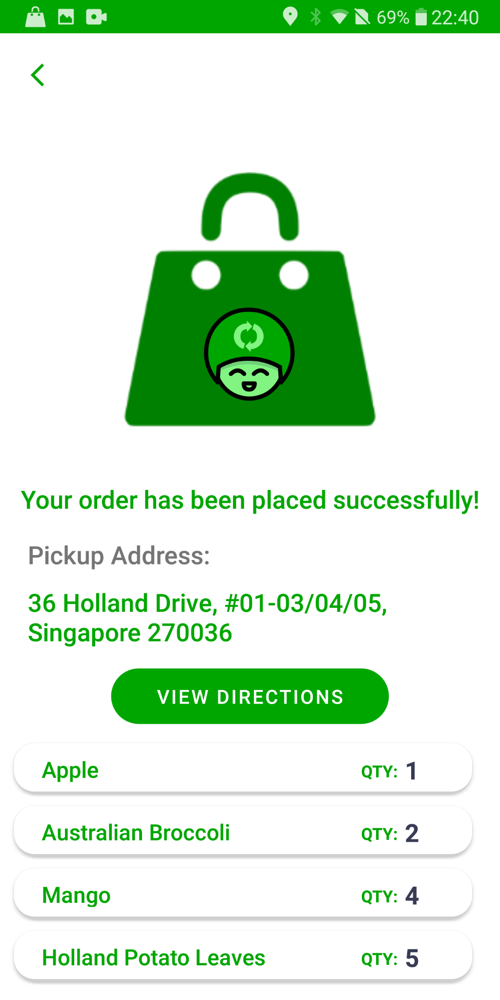 69% 22:40
Your order has been placed successfully!
Pickup Address:
36 Holland Drive, #01-03/04/05,
Singapore 270036
VIEW DIRECTIONS
Apple QTY: 1
Australian Broccoli QTY: 2
Mango QTY: 4
Holland Potato Leaves QTY: 5